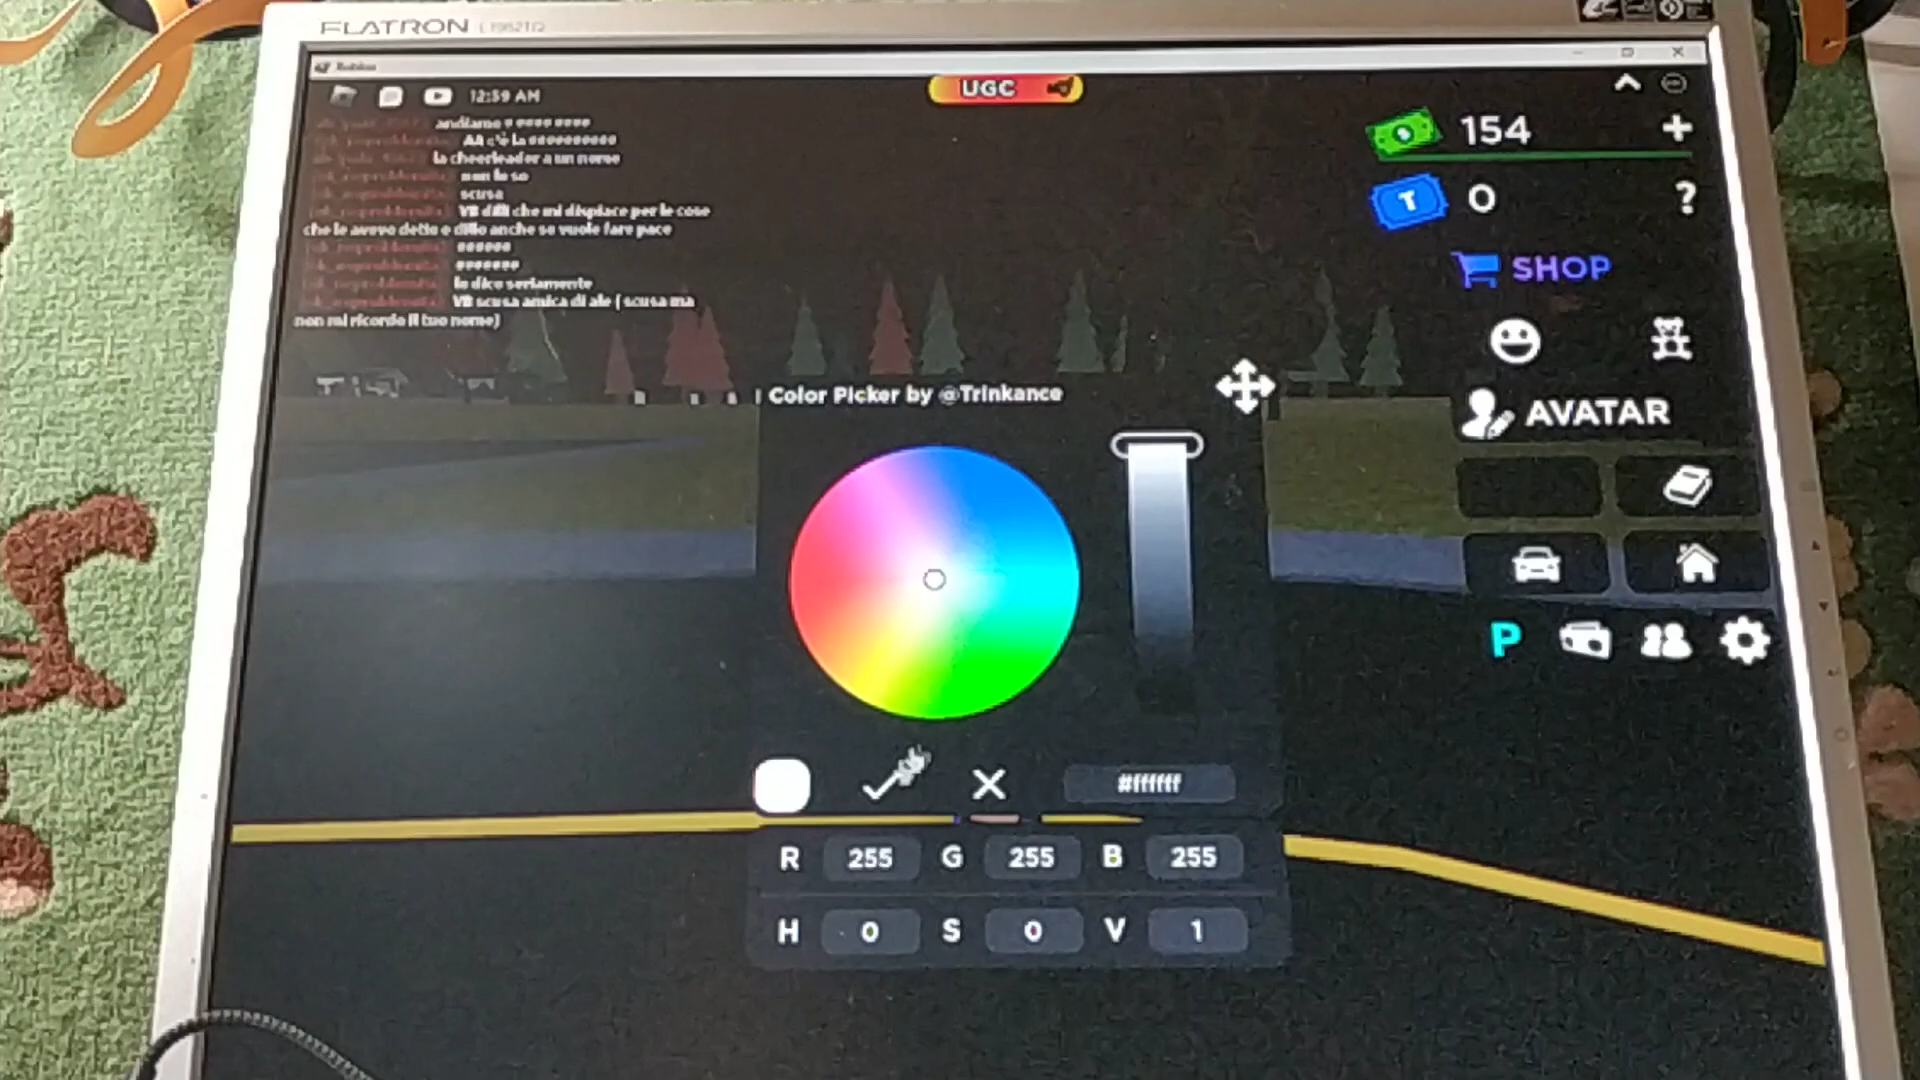 FLATRON L1952TQ
Roblox
12:59 AM
UGC
andiamo # #### ####
AA c'è la ##########
la cheerleader a un nome
non lo so
scusa
VB dilli che mi dispiace per le cose
che le avevo detto e dillo anche se vuole fare pace
######
#######
lo dico seriamente
VB scusa amica di ale ( scusa ma
non mi ricordo il tuo nome)
154
+
T 0 ?
SHOP
Color Picker by @Trinkance
AVATAR
P
#ffffff
R 255 G 255 B 255
H 0 S 0 V 1